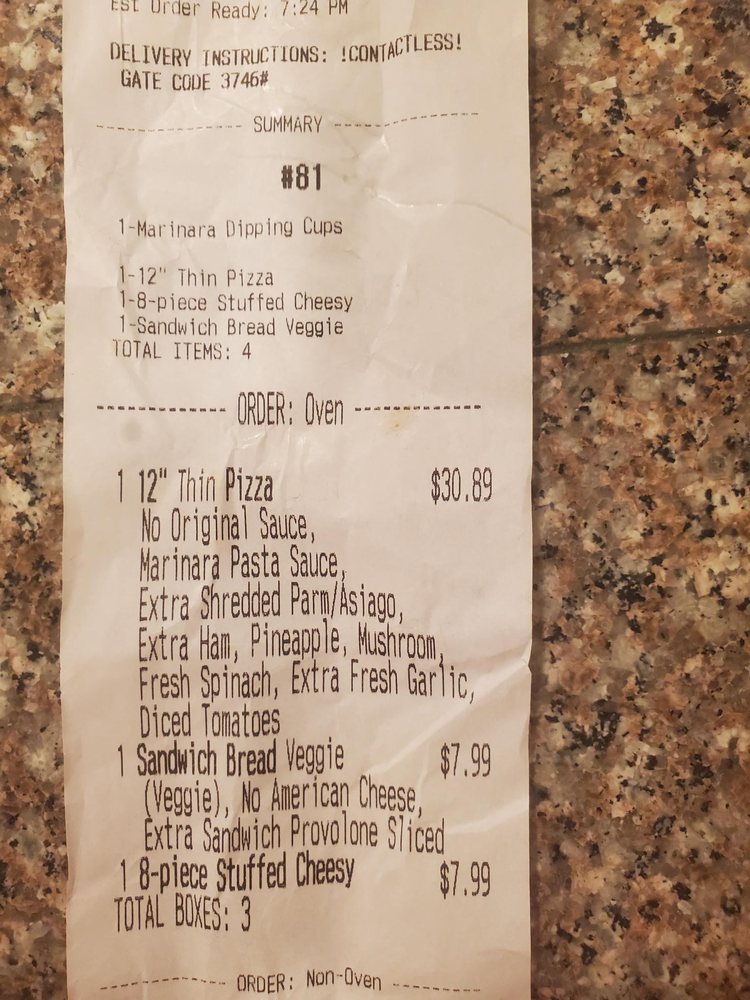 Est Order Ready: 7:24 PM
DELIVERY INSTRUCTIONS: !CONTACTLESS!
GATE CODE 3746#
------------- SUMMARY -------------
#81
1-Marinara Dipping Cups
1-12" Thin Pizza
1-8-piece Stuffed Cheesy
1-Sandwich Bread Veggie
TOTAL ITEMS: 4
------------ ORDER: Oven ------------
1 12" Thin Pizza $30.89
No Original Sauce,
Marinara Pasta Sauce,
Extra Shredded Parm/Asiago,
Extra Ham, Pineapple, Mushroom,
Fresh Spinach, Extra Fresh Garlic,
Diced Tomatoes
1 Sandwich Bread Veggie $7.99
(Veggie), No American Cheese,
Extra Sandwich Provolone Sliced
1 8-piece Stuffed Cheesy $7.99
TOTAL BOXES: 3
------------ ORDER: Non-Oven ----------